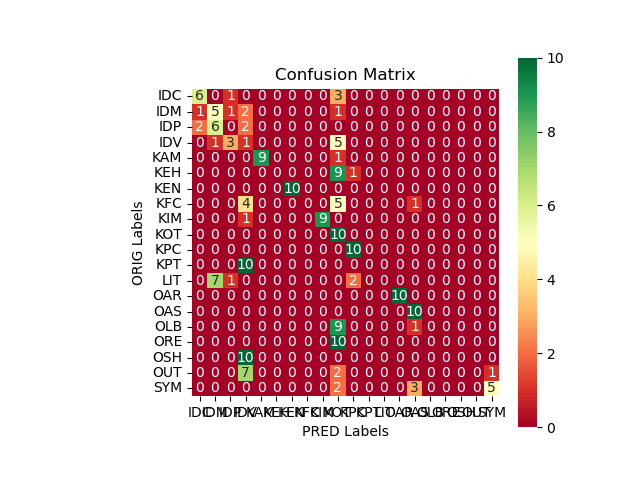 Confusion Matrix
ORIG Labels
IDC 6 0 1 0 0 0 0 0 0 3 0 0 0 0 0 0 0 0 0 0
IDM 1 5 1 2 0 0 0 0 0 1 0 0 0 0 0 0 0 0 0 0
IDP 2 6 0 2 0 0 0 0 0 0 0 0 0 0 0 0 0 0 0 0
IDV 0 1 3 1 0 0 0 0 0 5 0 0 0 0 0 0 0 0 0 0
KAM 0 0 0 0 9 0 0 0 0 1 0 0 0 0 0 0 0 0 0 0
KEH 0 0 0 0 0 0 0 0 0 9 1 0 0 0 0 0 0 0 0 0
KEN 0 0 0 0 0 0 10 0 0 0 0 0 0 0 0 0 0 0 0 0
KFC 0 0 0 4 0 0 0 0 0 5 0 0 0 0 1 0 0 0 0 0
KIM 0 0 0 1 0 0 0 0 9 0 0 0 0 0 0 0 0 0 0 0
KOT 0 0 0 0 0 0 0 0 0 10 0 0 0 0 0 0 0 0 0 0
KPC 0 0 0 0 0 0 0 0 0 0 10 0 0 0 0 0 0 0 0 0
KPT 0 0 0 10 0 0 0 0 0 0 0 0 0 0 0 0 0 0 0 0
LIT 0 7 1 0 0 0 0 0 0 0 2 0 0 0 0 0 0 0 0 0
OAR 0 0 0 0 0 0 0 0 0 0 0 0 0 10 0 0 0 0 0 0
OAS 0 0 0 0 0 0 0 0 0 0 0 0 0 0 10 0 0 0 0 0
OLB 0 0 0 0 0 0 0 0 0 9 0 0 0 0 1 0 0 0 0 0
ORE 0 0 0 0 0 0 0 0 0 10 0 0 0 0 0 0 0 0 0 0
OSH 0 0 0 10 0 0 0 0 0 0 0 0 0 0 0 0 0 0 0 0
OUT 0 0 0 7 0 0 0 0 0 2 0 0 0 0 0 0 0 0 0 1
SYM 0 0 0 0 0 0 0 0 0 2 0 0 0 0 3 0 0 0 0 5
IDC IDM IDP IDV KAM KEH KEN KFC KIM KOT KPC KPT LIT OAR OAS OLB ORE OSH OUT SYM
PRED Labels
10
8
6
4
2
0